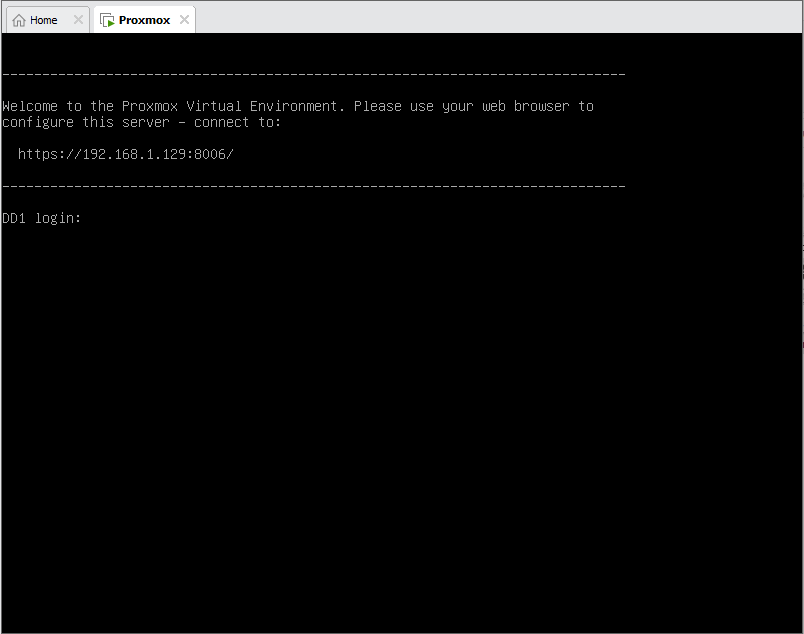 Home
Proxmox
-------------------------------------------------------------------------------
Welcome to the Proxmox Virtual Environment. Please use your web browser to
configure this server - connect to:
https://192.168.1.129:8006/
-------------------------------------------------------------------------------
DD1 login: